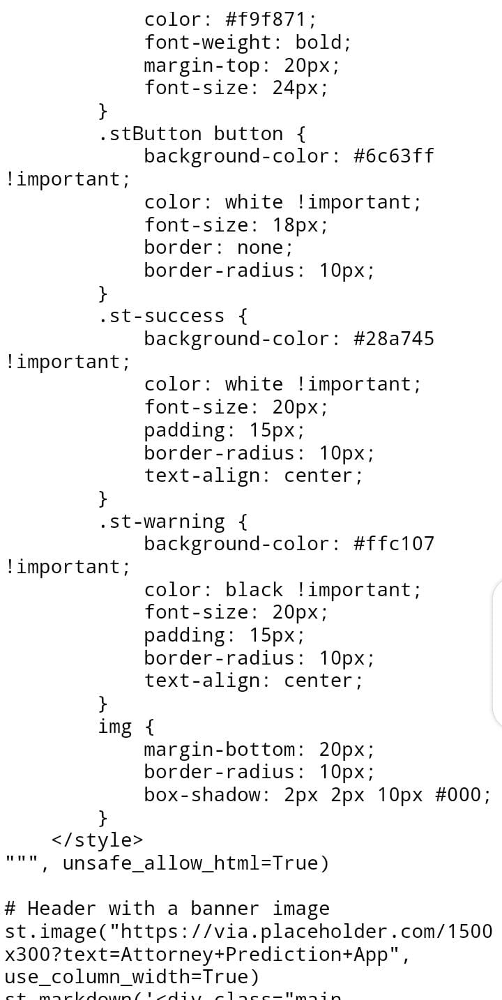 color: #f9f871;
            font-weight: bold;
            margin-top: 20px;
            font-size: 24px;
        }
        .stButton button {
            background-color: #6c63ff
!important;
            color: white !important;
            font-size: 18px;
            border: none;
            border-radius: 10px;
        }
        .st-success {
            background-color: #28a745
!important;
            color: white !important;
            font-size: 20px;
            padding: 15px;
            border-radius: 10px;
            text-align: center;
        }
        .st-warning {
            background-color: #ffc107
!important;
            color: black !important;
            font-size: 20px;
            padding: 15px;
            border-radius: 10px;
            text-align: center;
        }
        img {
            margin-bottom: 20px;
            border-radius: 10px;
            box-shadow: 2px 2px 10px #000;
        }
    </style>
""", unsafe_allow_html=True)

# Header with a banner image
st.image("https://via.placeholder.com/1500
x300?text=Attorney+Prediction+App",
use_column_width=True)
st.markdown('<div class="main